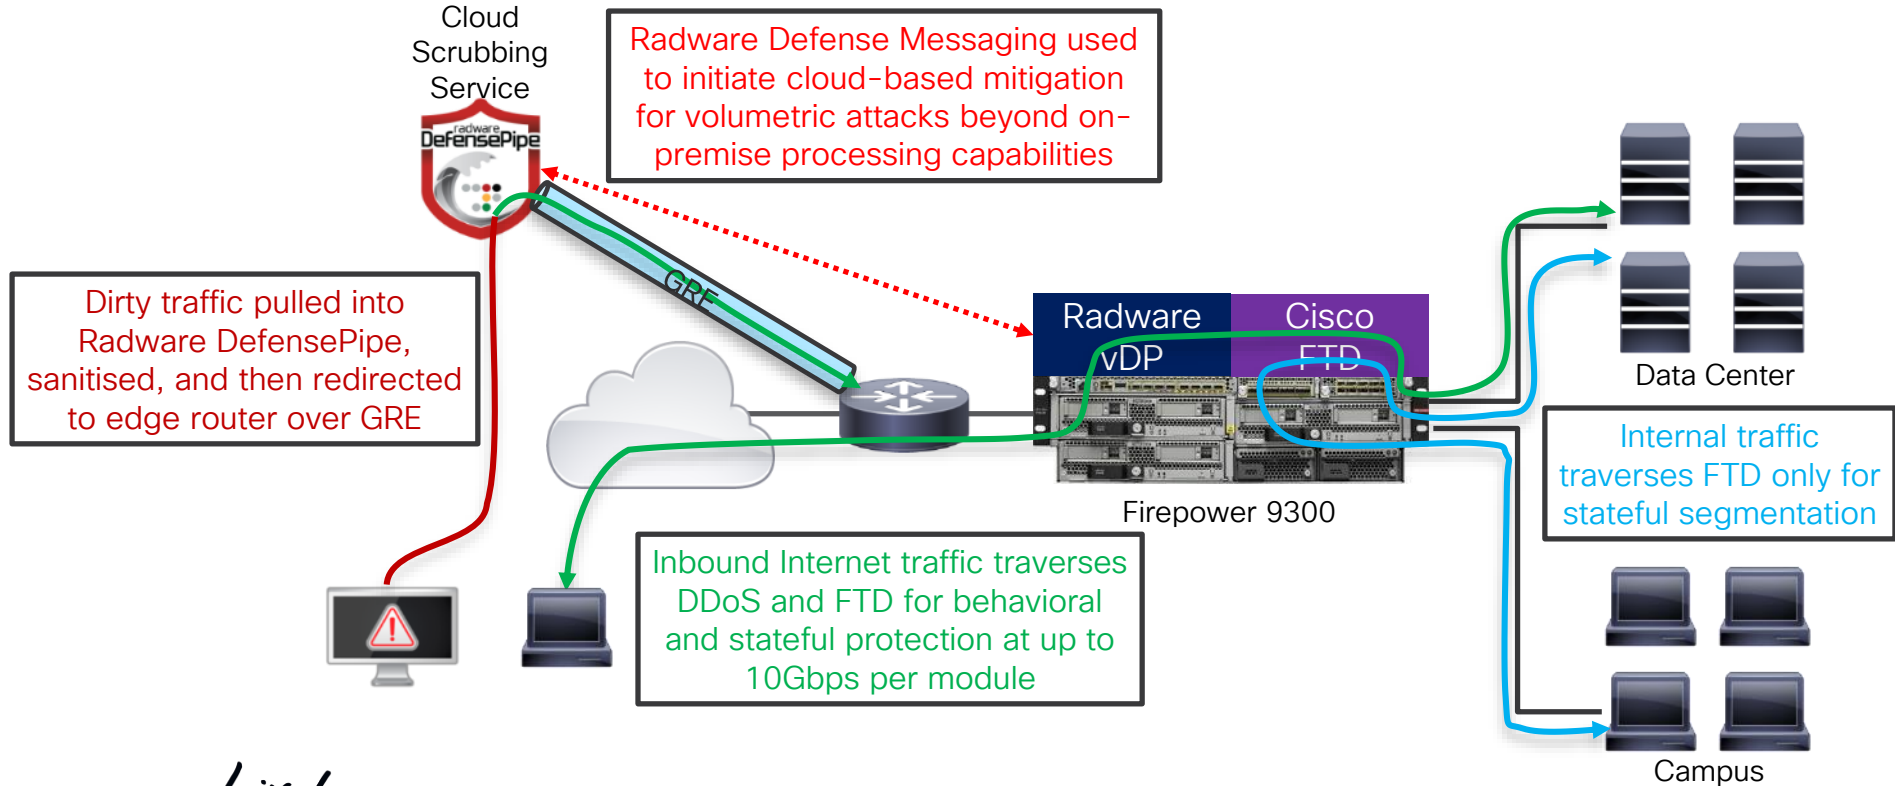 Cloud
Scrubbing
Service
radware
DefensePipe
Radware Defense Messaging used
to initiate cloud-based mitigation
for volumetric attacks beyond on-
premise processing capabilities
Dirty traffic pulled into
Radware DefensePipe,
sanitised, and then redirected
to edge router over GRE
GRE
Radware
vDP
Cisco
FTD
Firepower 9300
Data Center
Internal traffic
traverses FTD only for
stateful segmentation
Inbound Internet traffic traverses
DDoS and FTD for behavioral
and stateful protection at up to
10Gbps per module
Campus